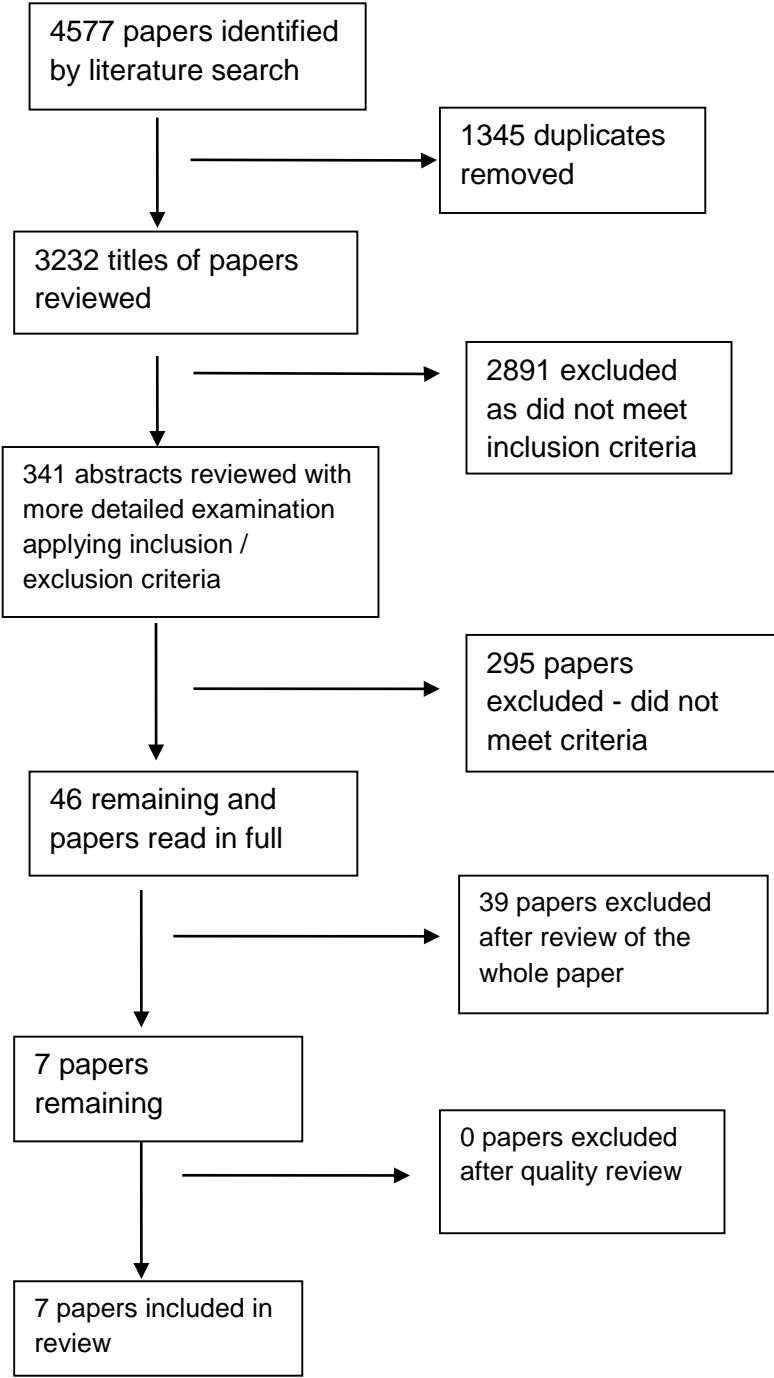 4577 papers identified
by literature search
1345 duplicates
removed
3232 titles of papers
reviewed
2891 excluded
as did not meet
inclusion criteria
341 abstracts reviewed with
more detailed examination
applying inclusion /
exclusion criteria
295 papers
excluded - did not
meet criteria
46 remaining and
papers read in full
39 papers excluded
after review of the
whole paper
7 papers
remaining
0 papers excluded
after quality review
7 papers included in
review